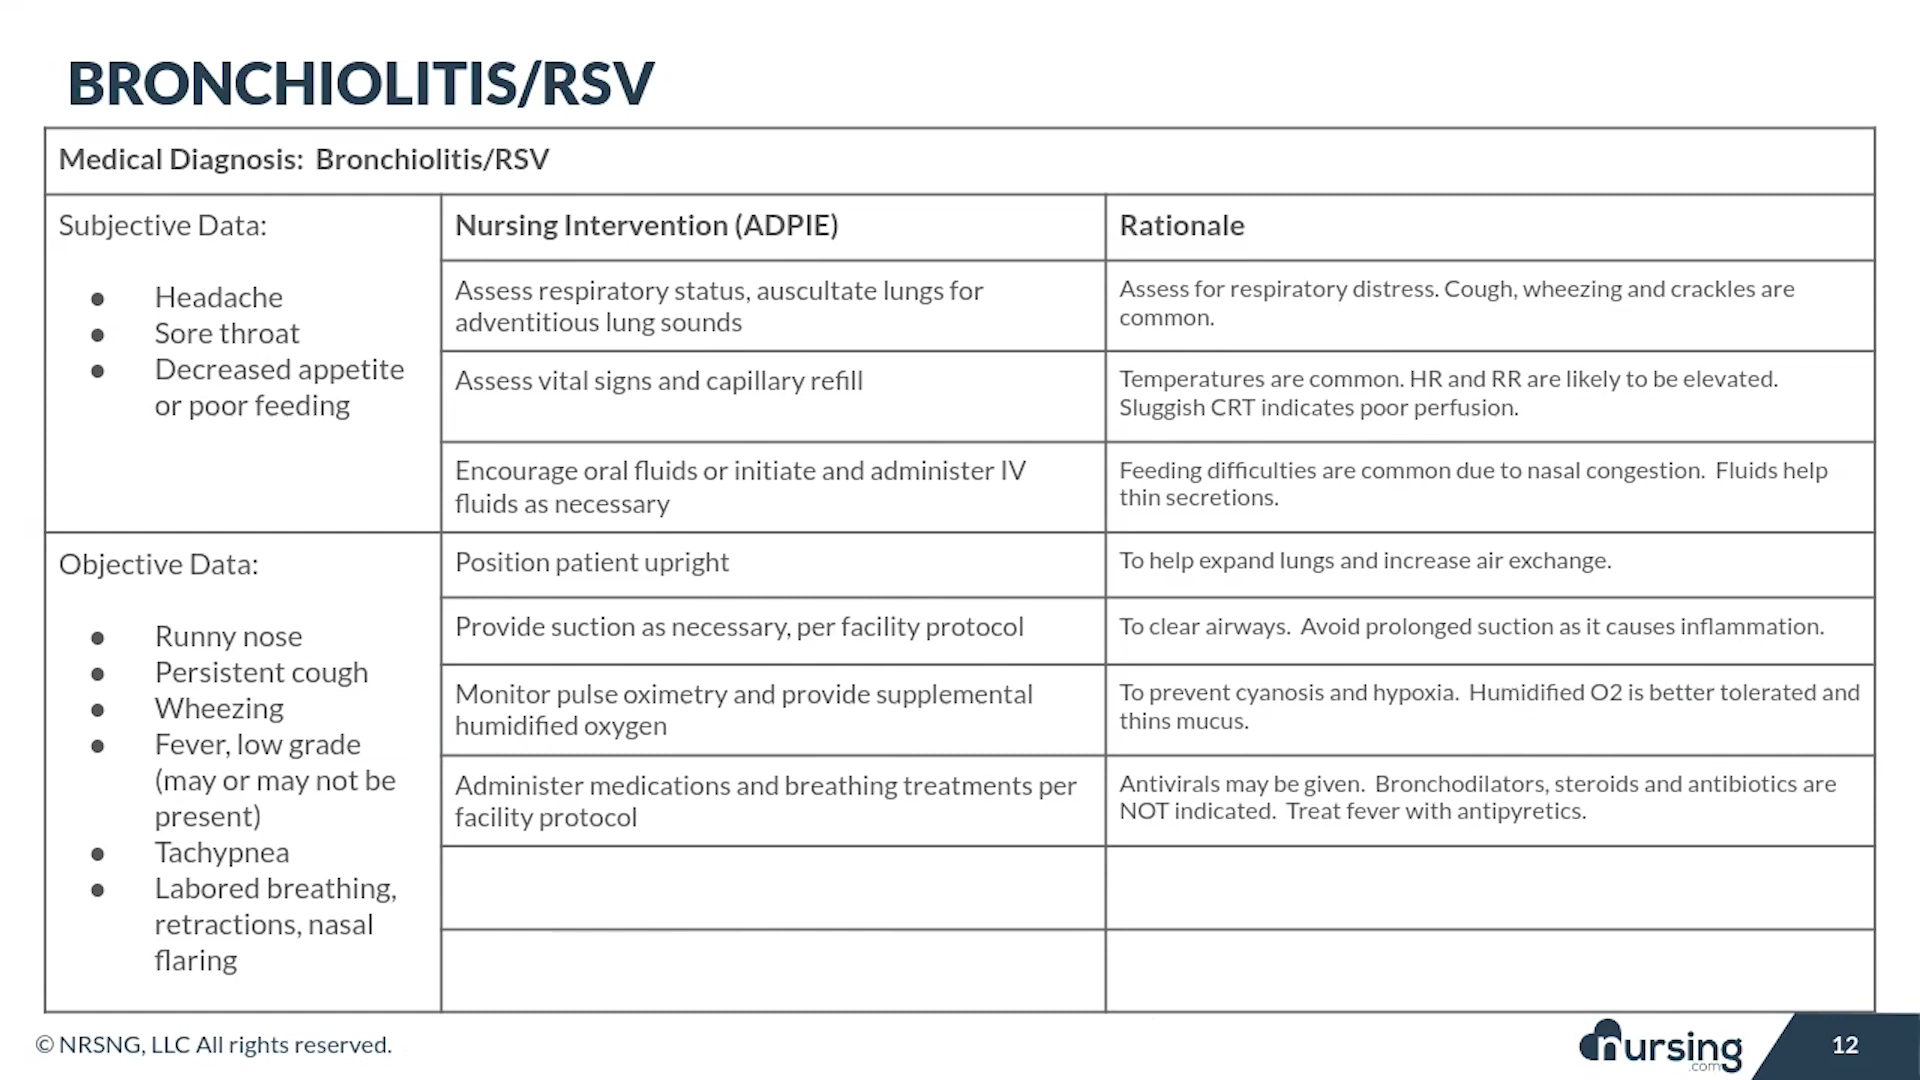 BRONCHIOLITIS/RSV
Medical Diagnosis: Bronchiolitis/RSV
Subjective Data:
● Headache
● Sore throat
● Decreased appetite
or poor feeding
Nursing Intervention (ADPIE)
Rationale
Assess respiratory status, auscultate lungs for
adventitious lung sounds
Assess for respiratory distress. Cough, wheezing and crackles are
common.
Assess vital signs and capillary refill
Temperatures are common. HR and RR are likely to be elevated.
Sluggish CRT indicates poor perfusion.
Encourage oral fluids or initiate and administer IV
fluids as necessary
Feeding difficulties are common due to nasal congestion. Fluids help
thin secretions.
Objective Data:
● Runny nose
● Persistent cough
● Wheezing
● Fever, low grade
(may or may not be
present)
● Tachypnea
● Labored breathing,
retractions, nasal
flaring
Position patient upright
To help expand lungs and increase air exchange.
Provide suction as necessary, per facility protocol
To clear airways. Avoid prolonged suction as it causes inflammation.
Monitor pulse oximetry and provide supplemental
humidified oxygen
To prevent cyanosis and hypoxia. Humidified O2 is better tolerated and
thins mucus.
Administer medications and breathing treatments per
facility protocol
Antivirals may be given. Bronchodilators, steroids and antibiotics are
NOT indicated. Treat fever with antipyretics.
© NRSNG, LLC All rights reserved.
nursing
.com
12